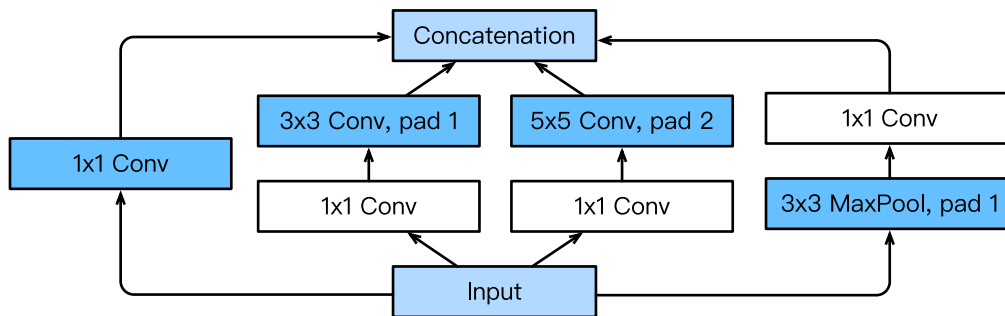 Concatenation
3x3 Conv, pad 1
5x5 Conv, pad 2
1x1 Conv
1x1 Conv
1x1 Conv
1x1 Conv
3x3 MaxPool, pad 1
Input